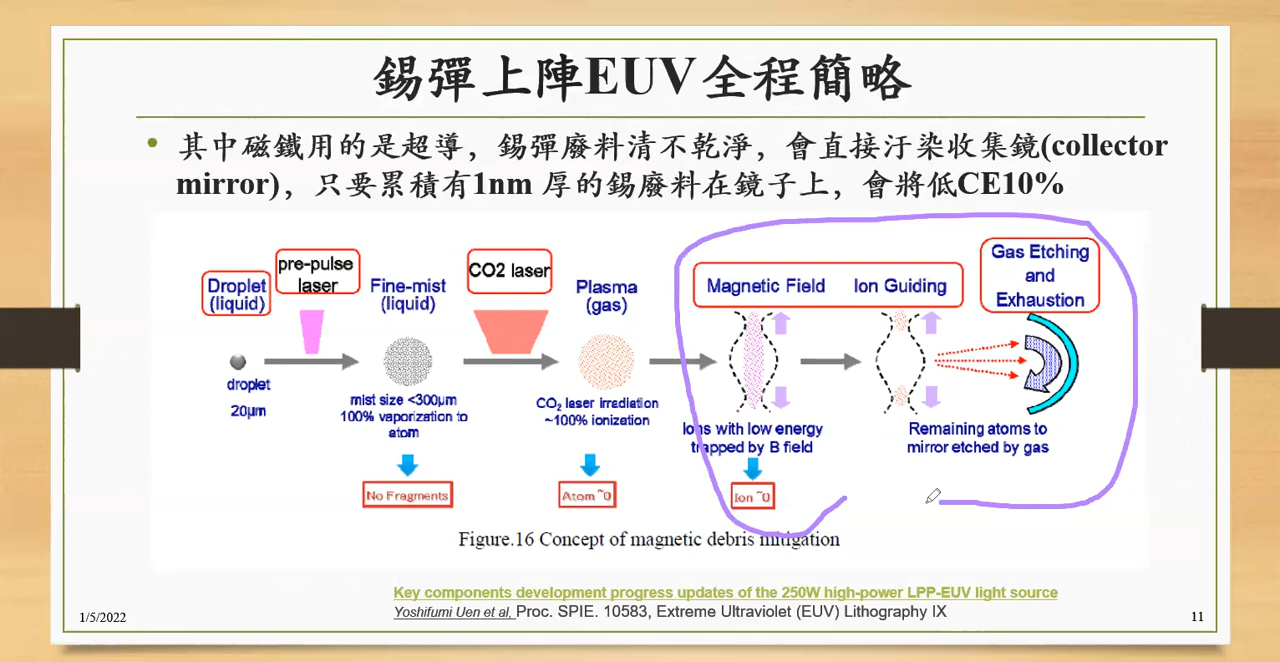 錫彈上陣EUV全程簡略
• 其中磁鐵用的是超導，錫彈廢料清不乾淨，會直接汙染收集鏡(collector
mirror)，只要累積有1nm 厚的錫廢料在鏡子上，會將低CE10%
Droplet
(liquid)
pre-pulse
laser
Fine-mist
(liquid)
CO2 laser
Plasma
(gas)
Magnetic Field
Ion Guiding
Gas Etching
and
Exhaustion
droplet
20μm
mist size <300μm
100% vaporization to
atom
CO₂ laser irradiation
~100% ionization
Ions with low energy
trapped by B field
Remaining atoms to
mirror etched by gas
No Fragments
Atom ~0
Ion ~0
Figure.16 Concept of magnetic debris mitigation
Key components development progress updates of the 250W high-power LPP-EUV light source
Yoshifumi Uen et al, Proc. SPIE. 10583, Extreme Ultraviolet (EUV) Lithography IX
1/5/2022
11